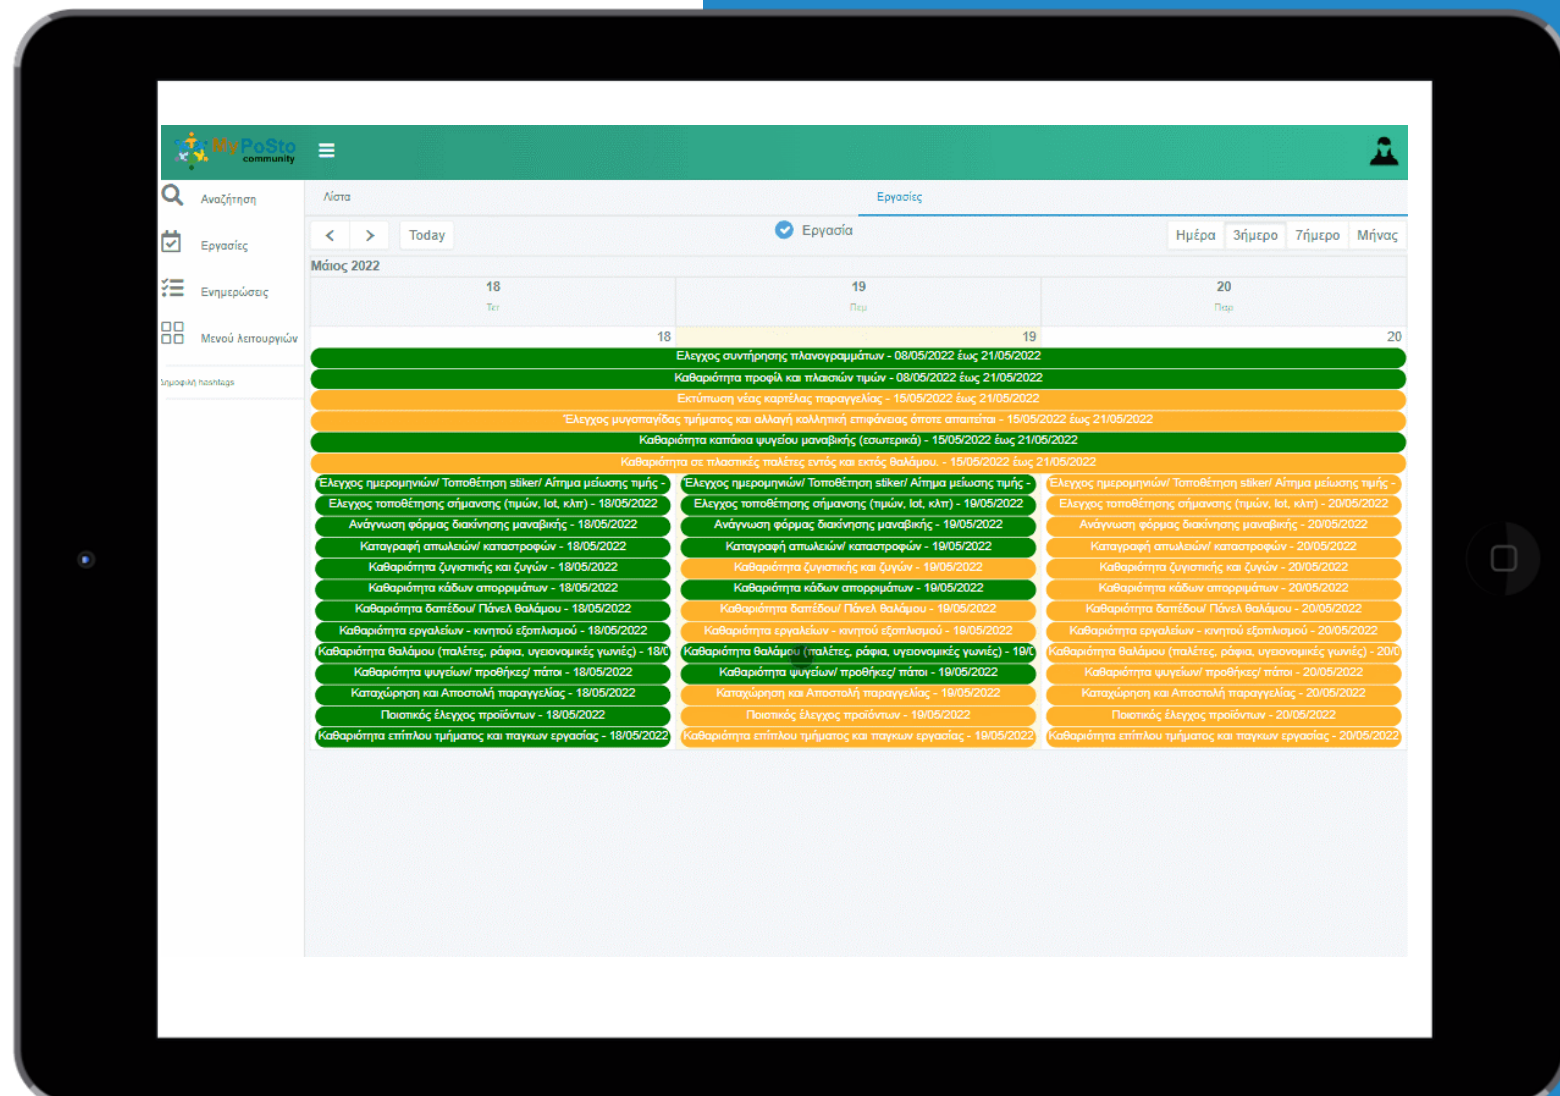 MyPoSto
community
Αναζήτηση
Εργασίες
Ενημερώσεις
Μενού λειτουργιών
δημοφιλή hashtags
Λίστα
Εργασίες
Today
Εργασία
Ημέρα 3ήμερο 7ήμερο Μήνας
Μάιος 2022
18 19 20
Τετ Πεμ Παρ
18 19 20
Ελεγχος συντήρησης πλανογραμμάτων - 08/05/2022 έως 21/05/2022
Καθαριότητα προφίλ και πλαισιών τιμών - 08/05/2022 έως 21/05/2022
Εκτύπωση νέας καρτέλας παραγγελίας - 15/05/2022 έως 21/05/2022
Έλεγχος μυγοπαγίδας τμήματος και αλλαγή κολλητική επιφάνειας όποτε απαιτείται - 15/05/2022 έως 21/05/2022
Καθαριότητα καπάκια ψυγείου μαναβικής (εσωτερικά) - 15/05/2022 έως 21/05/2022
Καθαριότητα σε πλαστικές παλέτες εντός και εκτός θαλάμου. - 15/05/2022 έως 21/05/2022
Έλεγχος ημερομηνιών/ Τοποθέτηση stiker/ Αίτημα μείωσης τιμής - Έλεγχος ημερομηνιών/ Τοποθέτηση stiker/ Αίτημα μείωσης τιμής - Έλεγχος ημερομηνιών/ Τοποθέτηση stiker/ Αίτημα μείωσης τιμής -
Ελεγχος τοποθέτησης σήμανσης (τιμών, lot, κλπ) - 18/05/2022 Ελεγχος τοποθέτησης σήμανσης (τιμών, lot, κλπ) - 19/05/2022 Ελεγχος τοποθέτησης σήμανσης (τιμών, lot, κλπ) - 20/05/2022
Ανάγνωση φόρμας διακίνησης μαναβικής - 18/05/2022 Ανάγνωση φόρμας διακίνησης μαναβικής - 19/05/2022 Ανάγνωση φόρμας διακίνησης μαναβικής - 20/05/2022
Καταγραφή απωλειών/ καταστροφών - 18/05/2022 Καταγραφή απωλειών/ καταστροφών - 19/05/2022 Καταγραφή απωλειών/ καταστροφών - 20/05/2022
Καθαριότητα ζυγιστικής και ζυγών - 18/05/2022 Καθαριότητα ζυγιστικής και ζυγών - 19/05/2022 Καθαριότητα ζυγιστικής και ζυγών - 20/05/2022
Καθαριότητα κάδων απορριμάτων - 18/05/2022 Καθαριότητα κάδων απορριμάτων - 19/05/2022 Καθαριότητα κάδων απορριμάτων - 20/05/2022
Καθαριότητα δαπέδου/ Πάνελ θαλάμου - 18/05/2022 Καθαριότητα δαπέδου/ Πάνελ θαλάμου - 19/05/2022 Καθαριότητα δαπέδου/ Πάνελ θαλάμου - 20/05/2022
Καθαριότητα εργαλείων - κινητού εξοπλισμού - 18/05/2022 Καθαριότητα εργαλείων - κινητού εξοπλισμού - 19/05/2022 Καθαριότητα εργαλείων - κινητού εξοπλισμού - 20/05/2022
Καθαριότητα θαλάμου (παλέτες, ράφια, υγειονομικές γωνιές) - 18/0 Καθαριότητα θαλάμου (παλέτες, ράφια, υγειονομικές γωνιές) - 19/0 Καθαριότητα θαλάμου (παλέτες, ράφια, υγειονομικές γωνιές) - 20/0
Καθαριότητα ψυγείων/ προθήκες/ πάτοι - 18/05/2022 Καθαριότητα ψυγείων/ προθήκες/ πάτοι - 19/05/2022 Καθαριότητα ψυγείων/ προθήκες/ πάτοι - 20/05/2022
Καταχώρηση και Αποστολή παραγγελίας - 18/05/2022 Καταχώρηση και Αποστολή παραγγελίας - 19/05/2022 Καταχώρηση και Αποστολή παραγγελίας - 20/05/2022
Ποιοτικός έλεγχος προϊόντων - 18/05/2022 Ποιοτικός έλεγχος προϊόντων - 19/05/2022 Ποιοτικός έλεγχος προϊόντων - 20/05/2022
Καθαριότητα επίπλου τμήματος και παγκων εργασίας - 18/05/2022 Καθαριότητα επίπλου τμήματος και παγκων εργασίας - 19/05/2022 Καθαριότητα επίπλου τμήματος και παγκων εργασίας - 20/05/2022